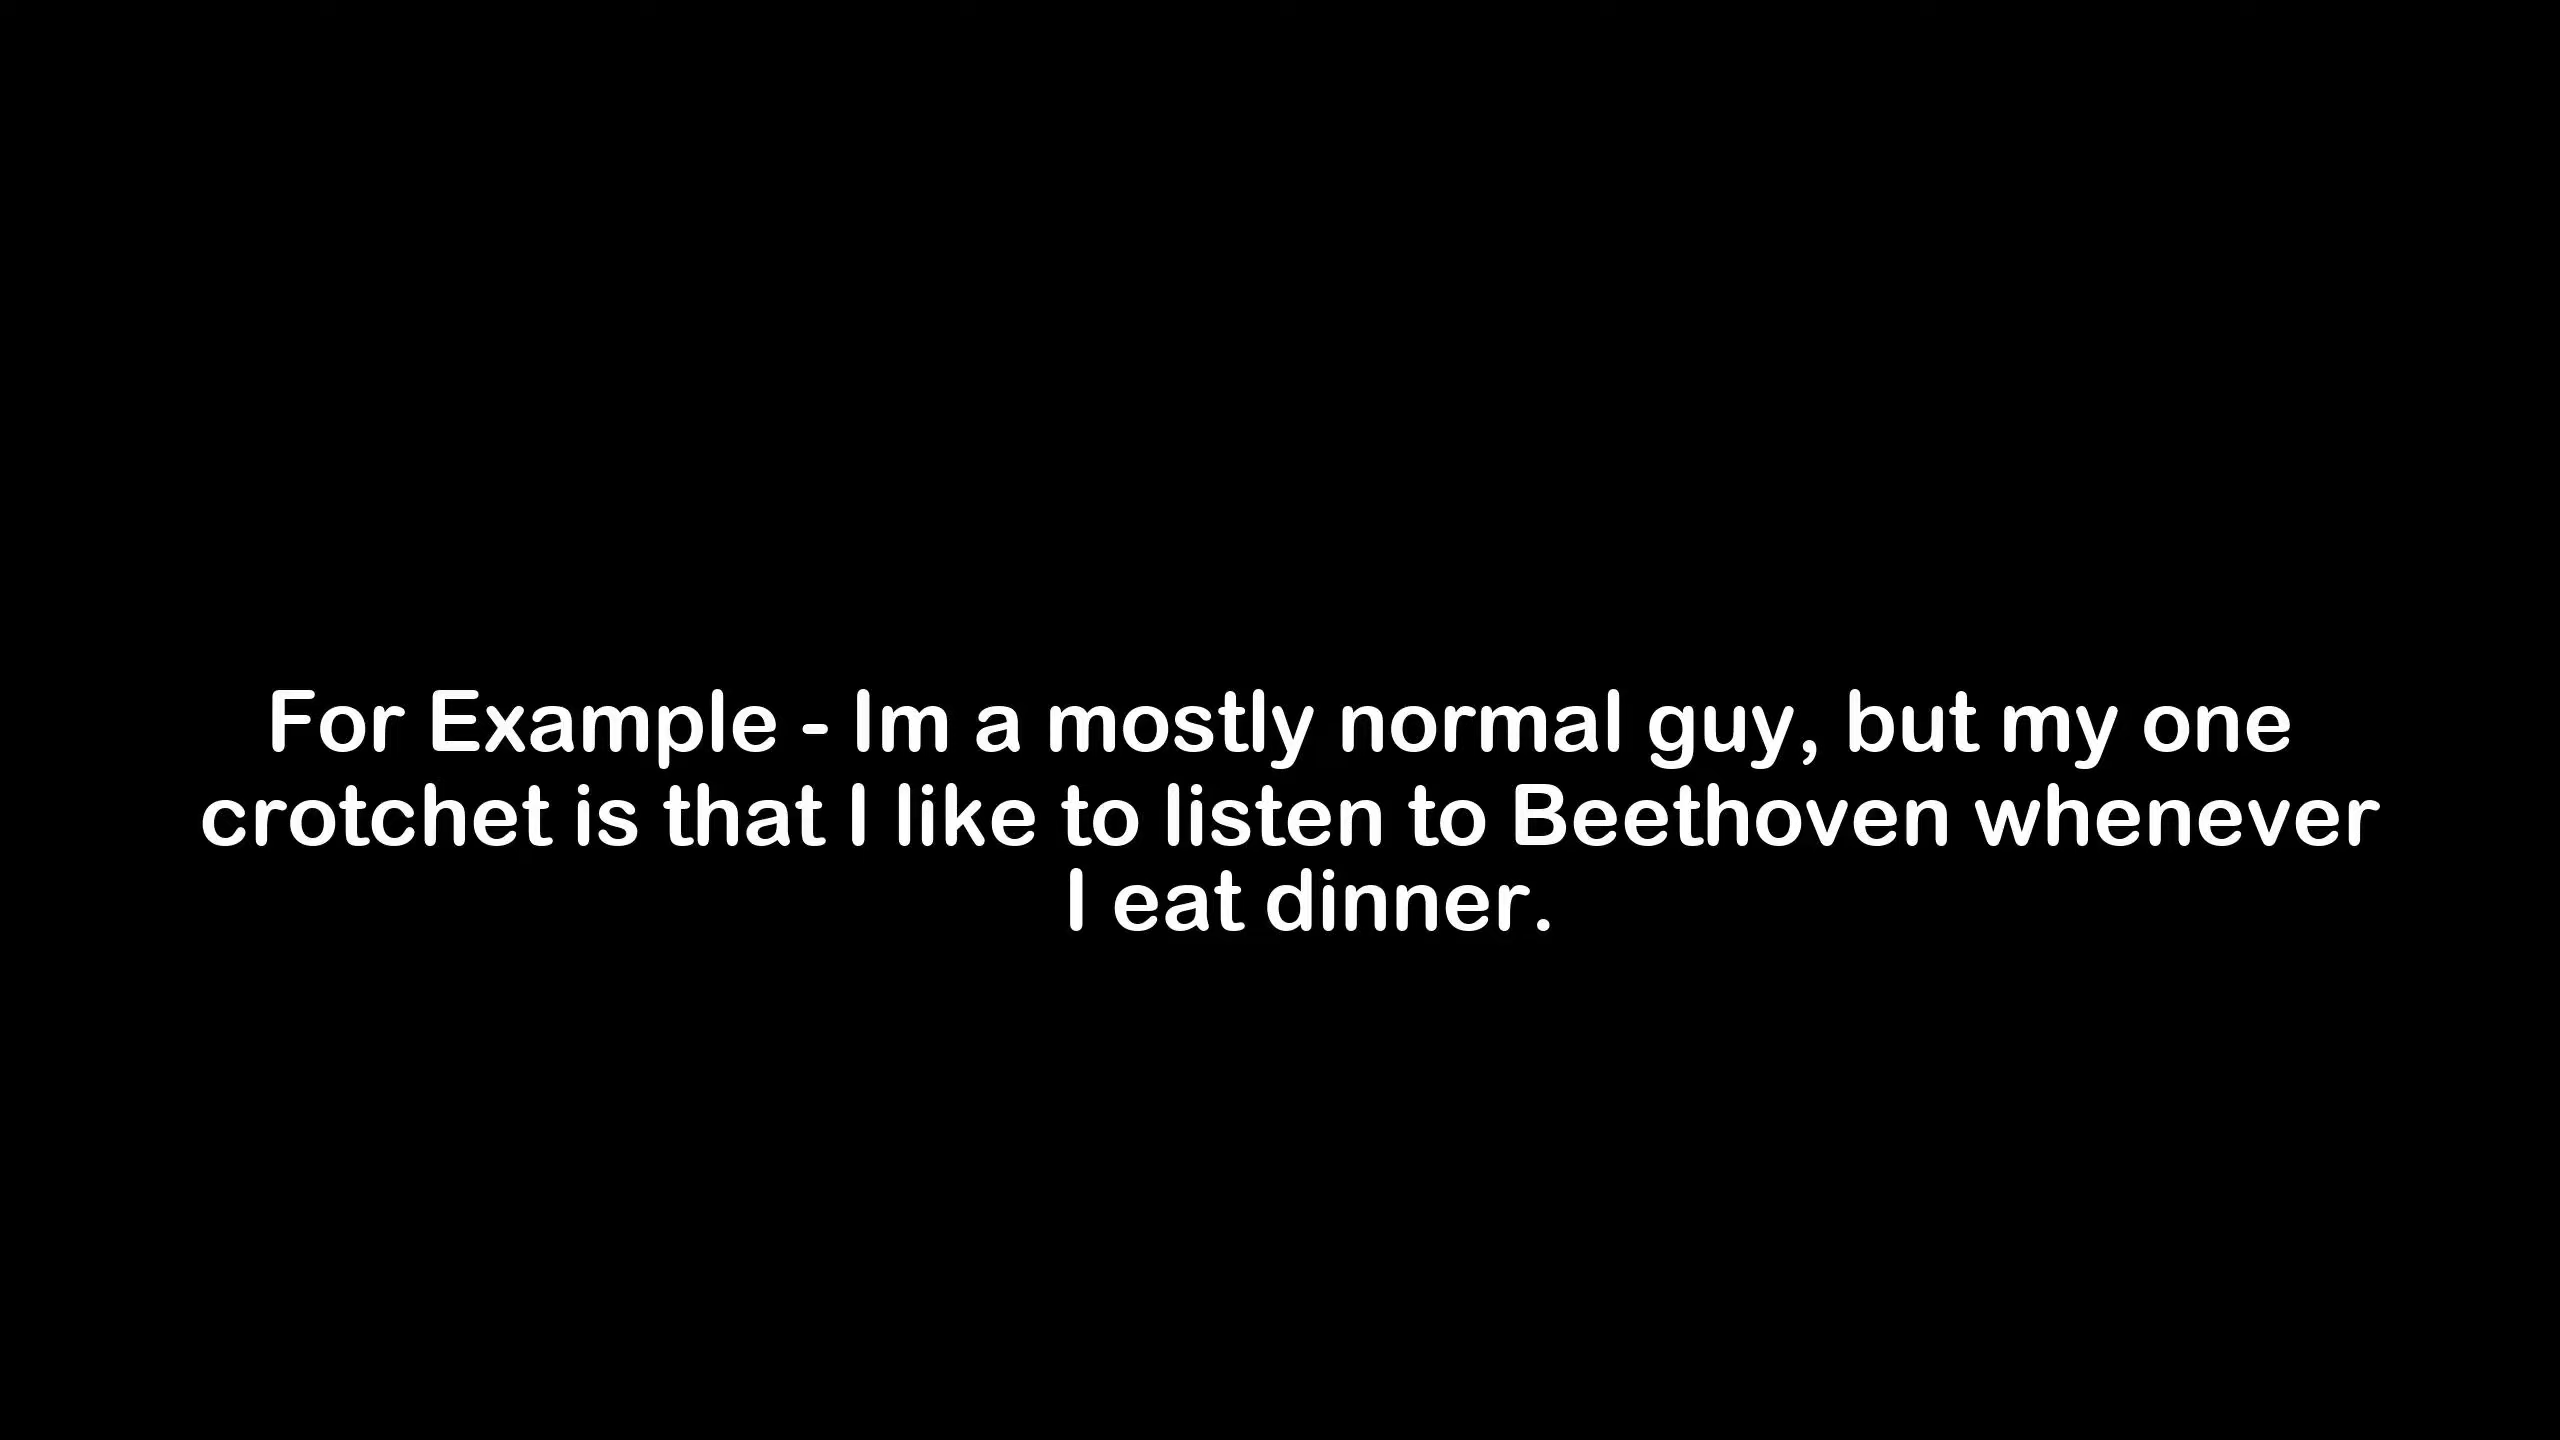 For Example - Im a mostly normal guy, but my one
crotchet is that I like to listen to Beethoven whenever
I eat dinner.